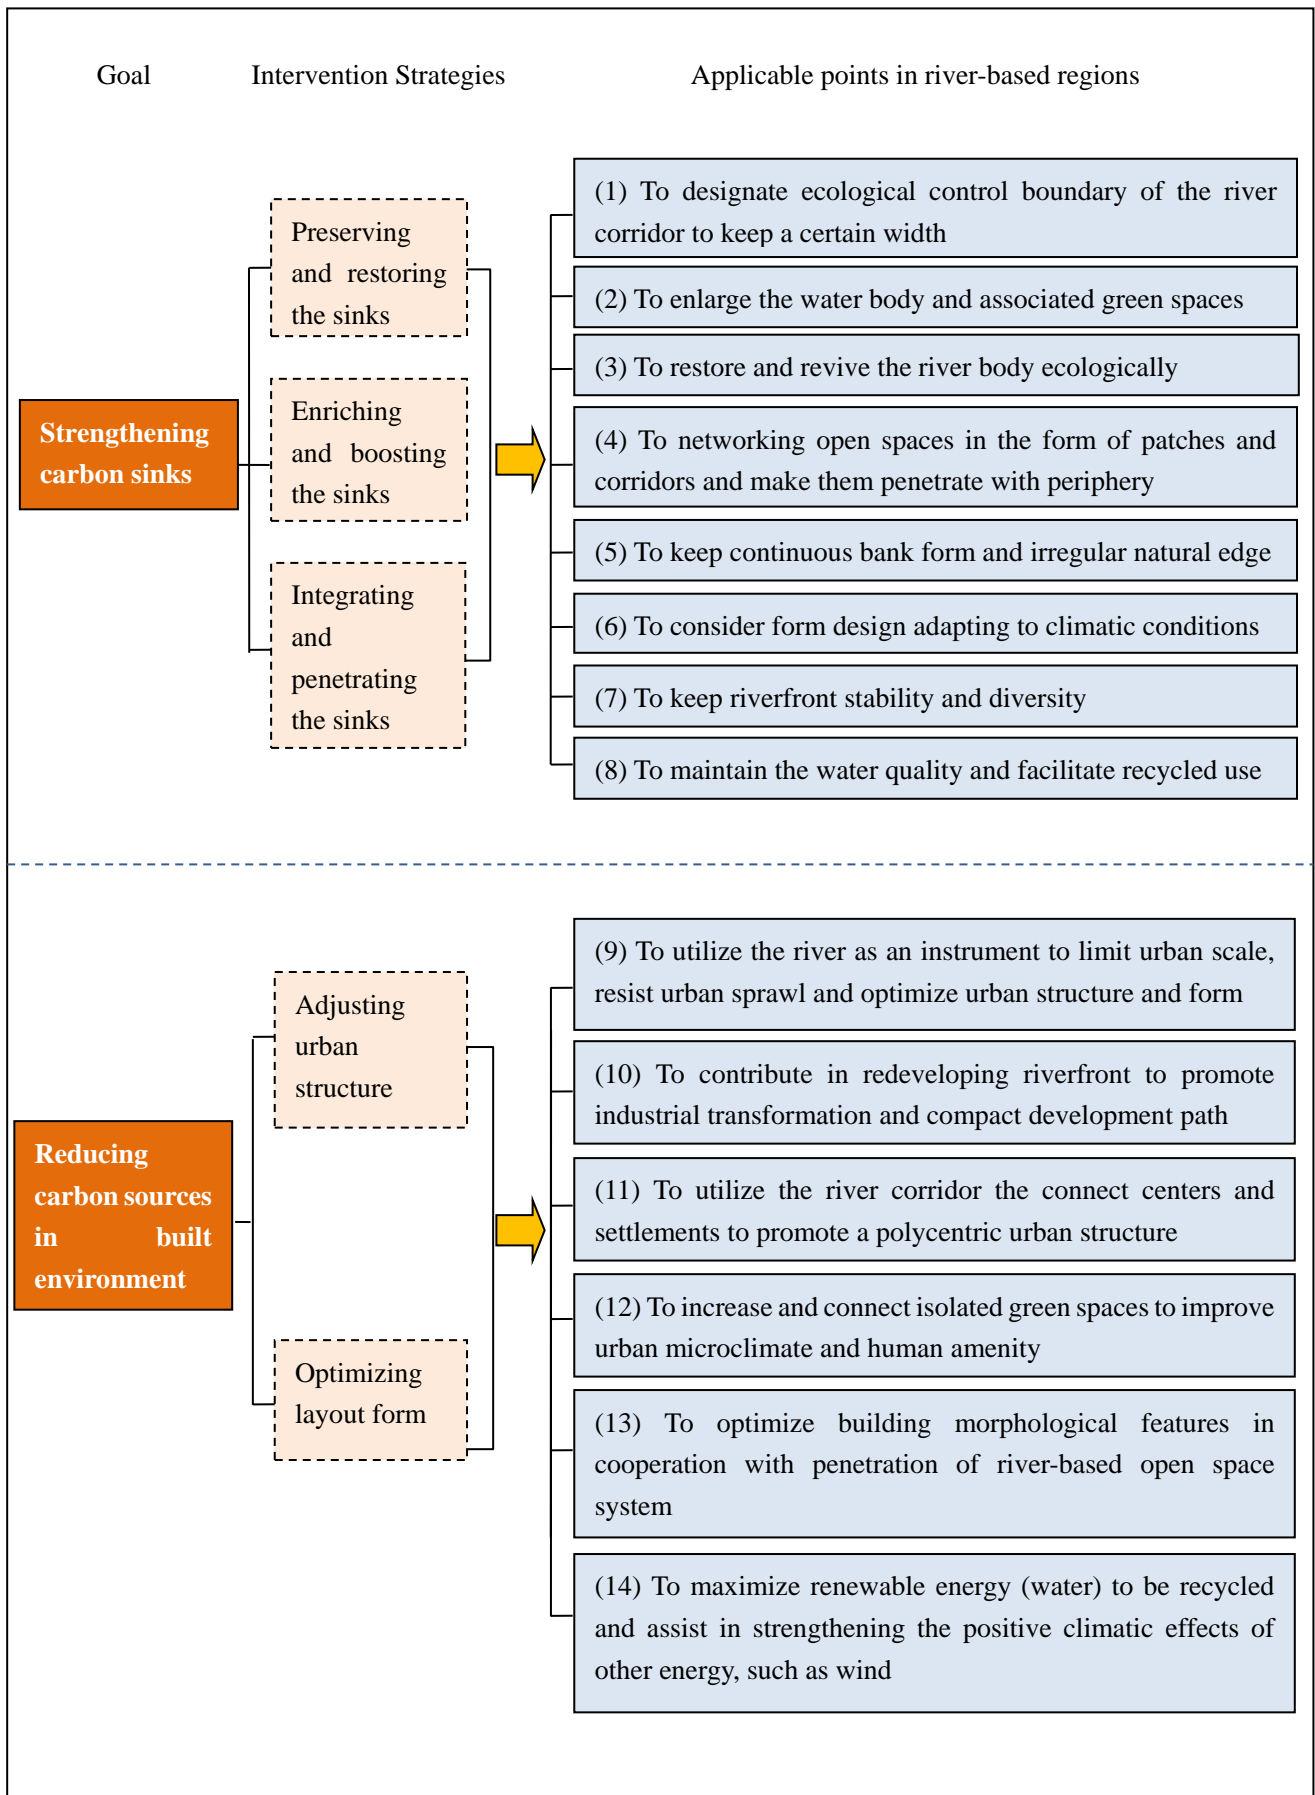 Goal
Intervention Strategies
Applicable points in river-based regions
Strengthening
carbon sinks
Preserving
and restoring
the sinks
Enriching
and boosting
the sinks
Integrating
and
penetrating
the sinks
(1) To designate ecological control boundary of the river
corridor to keep a certain width
(2) To enlarge the water body and associated green spaces
(3) To restore and revive the river body ecologically
(4) To networking open spaces in the form of patches and
corridors and make them penetrate with periphery
(5) To keep continuous bank form and irregular natural edge
(6) To consider form design adapting to climatic conditions
(7) To keep riverfront stability and diversity
(8) To maintain the water quality and facilitate recycled use
Reducing
carbon sources
in built
environment
Adjusting
urban
structure
Optimizing
layout form
(9) To utilize the river as an instrument to limit urban scale,
resist urban sprawl and optimize urban structure and form
(10) To contribute in redeveloping riverfront to promote
industrial transformation and compact development path
(11) To utilize the river corridor the connect centers and
settlements to promote a polycentric urban structure
(12) To increase and connect isolated green spaces to improve
urban microclimate and human amenity
(13) To optimize building morphological features in
cooperation with penetration of river-based open space
system
(14) To maximize renewable energy (water) to be recycled
and assist in strengthening the positive climatic effects of
other energy, such as wind